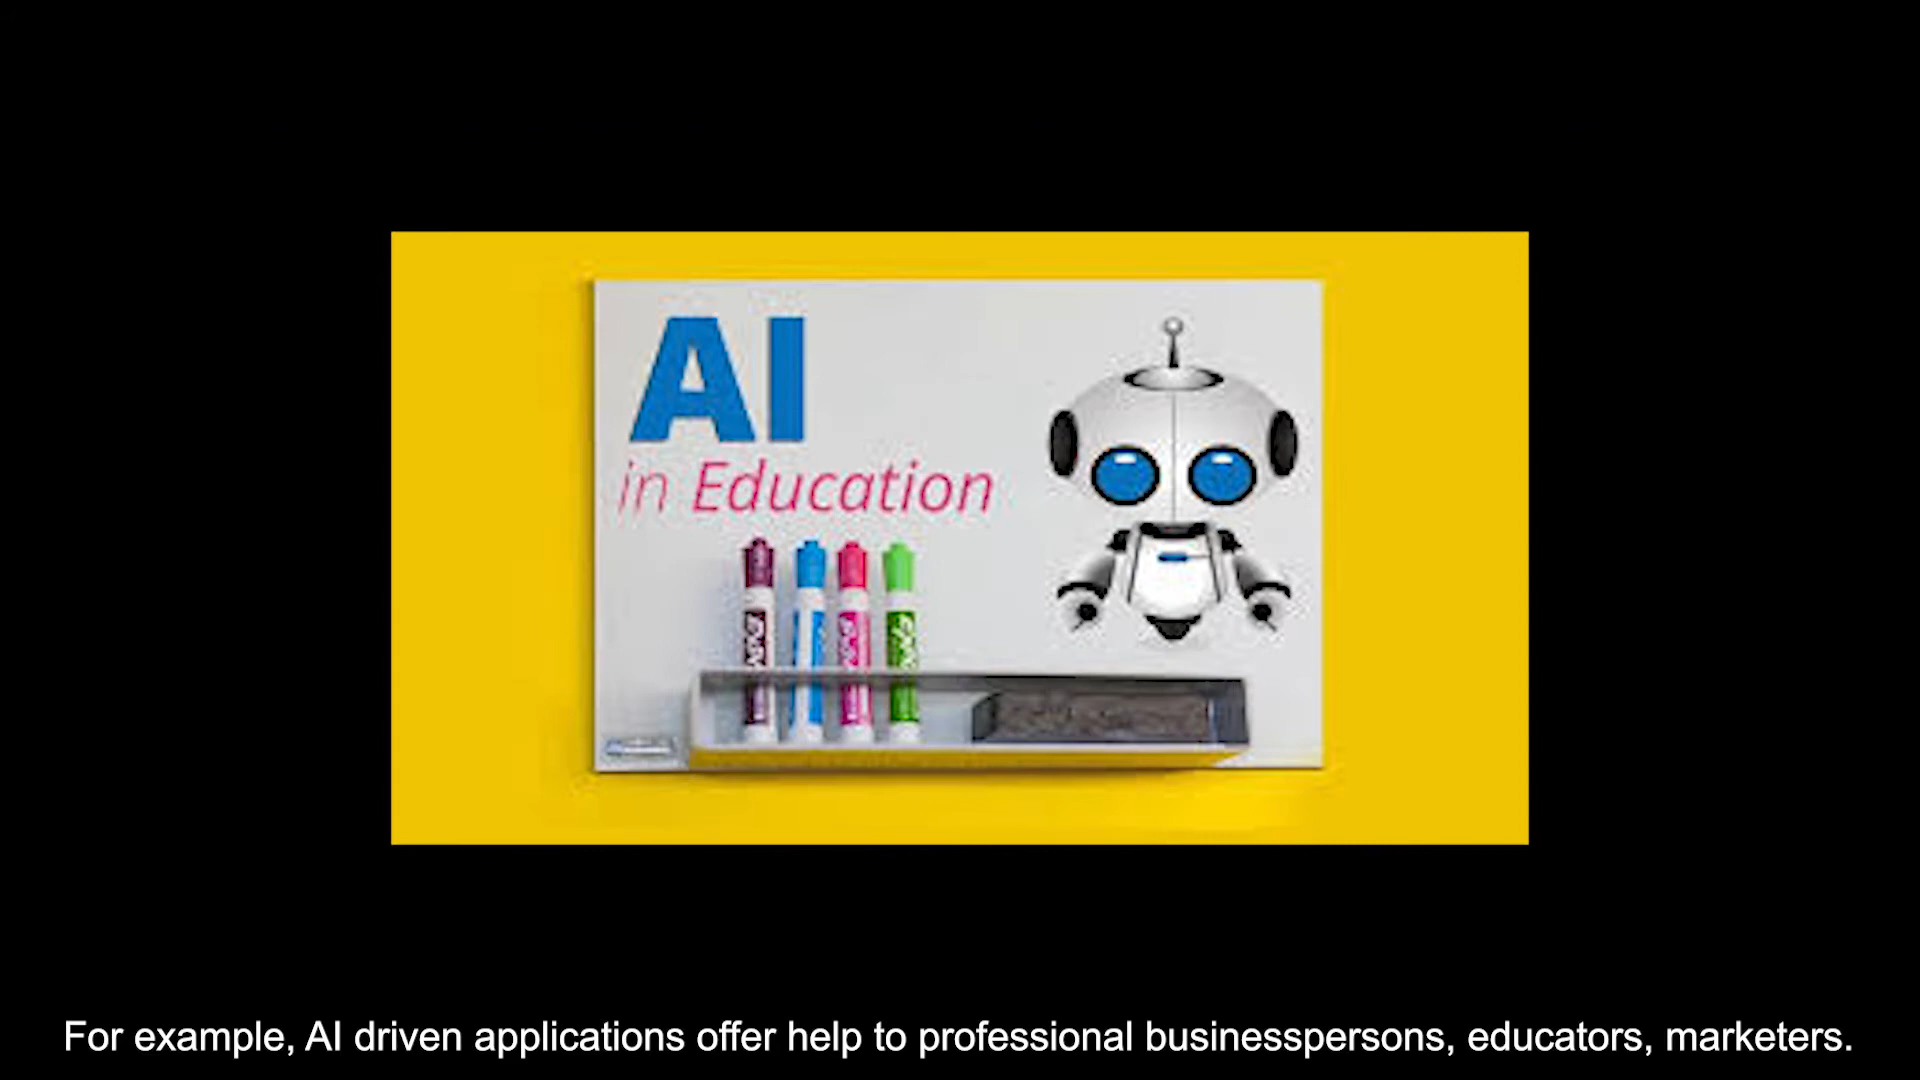 AI
in Education
For example, AI driven applications offer help to professional businesspersons, educators, marketers.